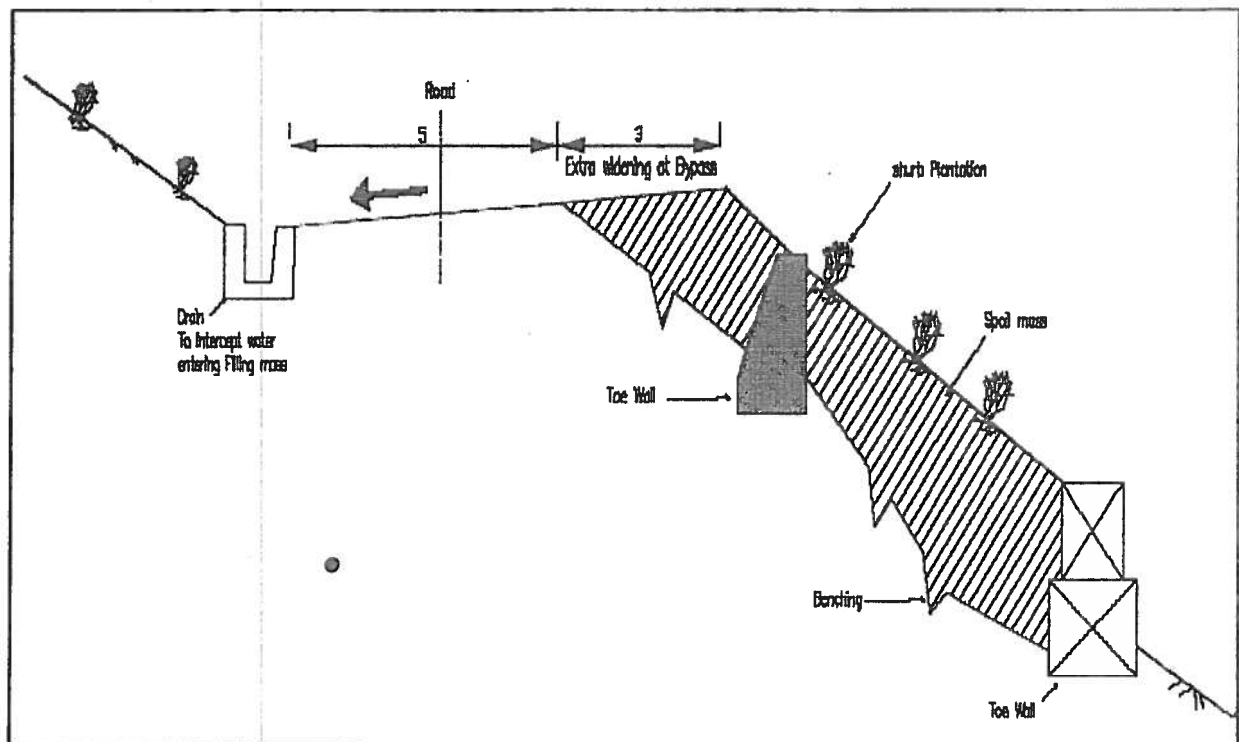 Road
5
3
Extra widening at Bypass
shurb Plantation
Drain
To Intercept water
entering Filling mass
Spoil mass
Toe Wall
Benching
Toe Wall